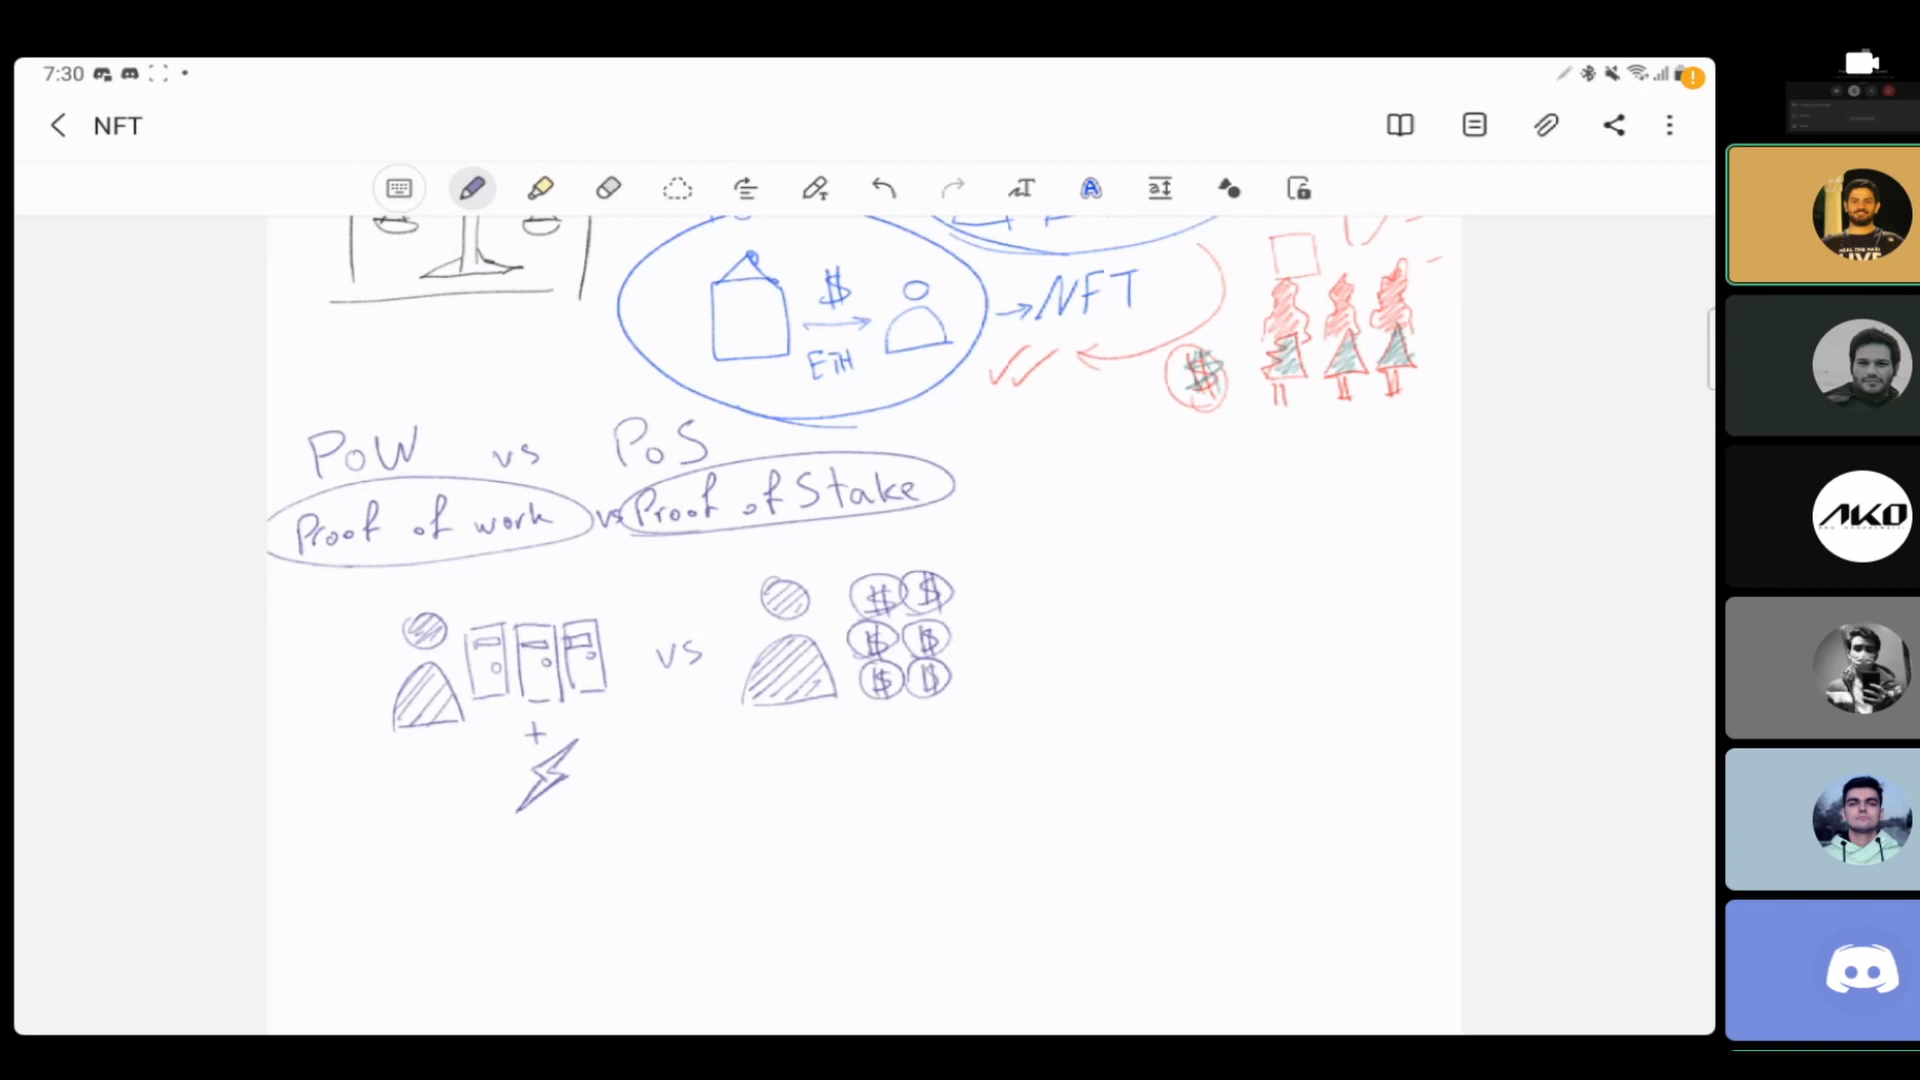 7:30
NFT
$
ETH
→ NFT
$
PoW vs PoS
Proof of work vs Proof of Stake
$ $
vs
$ $
$ $
+
AKO